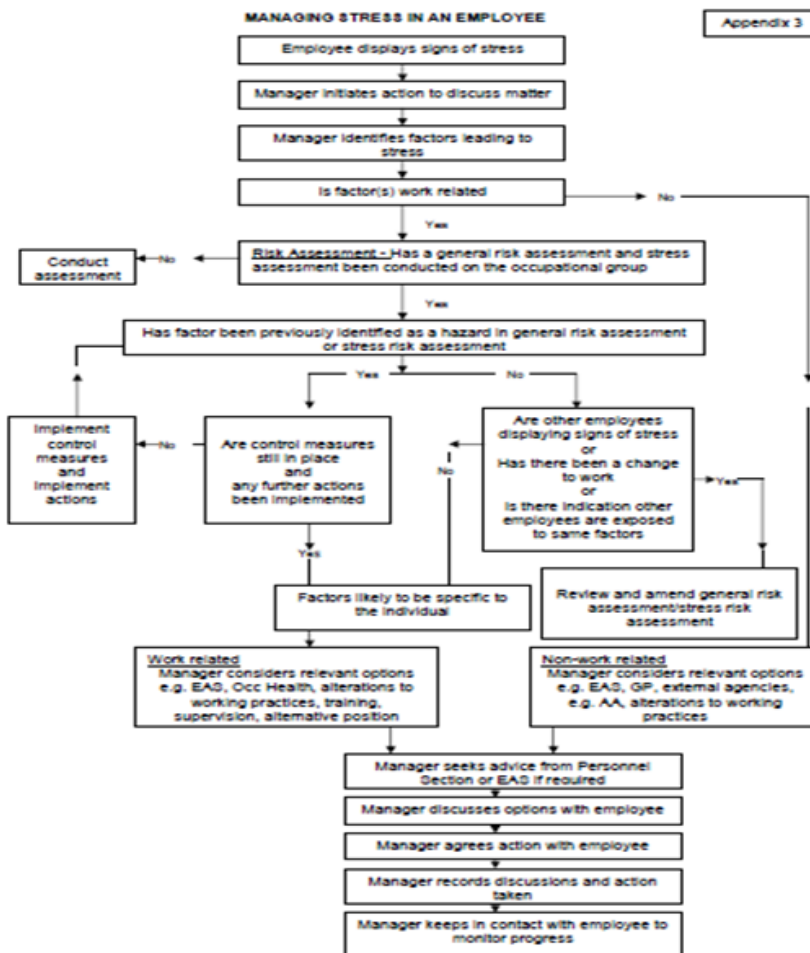 MANAGING STRESS IN AN EMPLOYEE
Appendix 3
Employee displays signs of stress
Manager initiates action to discuss matter
Manager identifies factors leading to
stress
Is factor(s) work related
No
Yes
Risk Assessment - Has a general risk assessment and stress
assessment been conducted on the occupational group
No
Conduct
assessment
Yes
Has factor been previously identified as a hazard in general risk assessment
or stress risk assessment
Yes
No
Implement
control
measures
and
Implement
actions
No
Are control measures
still in place
and
any further actions
been implemented
No
Are other employees
displaying signs of stress
or
Has there been a change
to work
or
Is there indication other
employees are exposed
to same factors
Yes
Yes
Factors likely to be specific to
the individual
Review and amend general risk
assessment/stress risk
assessment
Work related
Manager considers relevant options
e.g. EAS, Occ Health, alterations to
working practices, training,
supervision, alternative position
Non-work related
Manager considers relevant options
e.g. EAS, GP, external agencies,
e.g. AA, alterations to working
practices
Manager seeks advice from Personnel
Section or EAS if required
Manager discusses options with employee
Manager agrees action with employee
Manager records discussions and action
taken
Manager keeps in contact with employee to
monitor progress